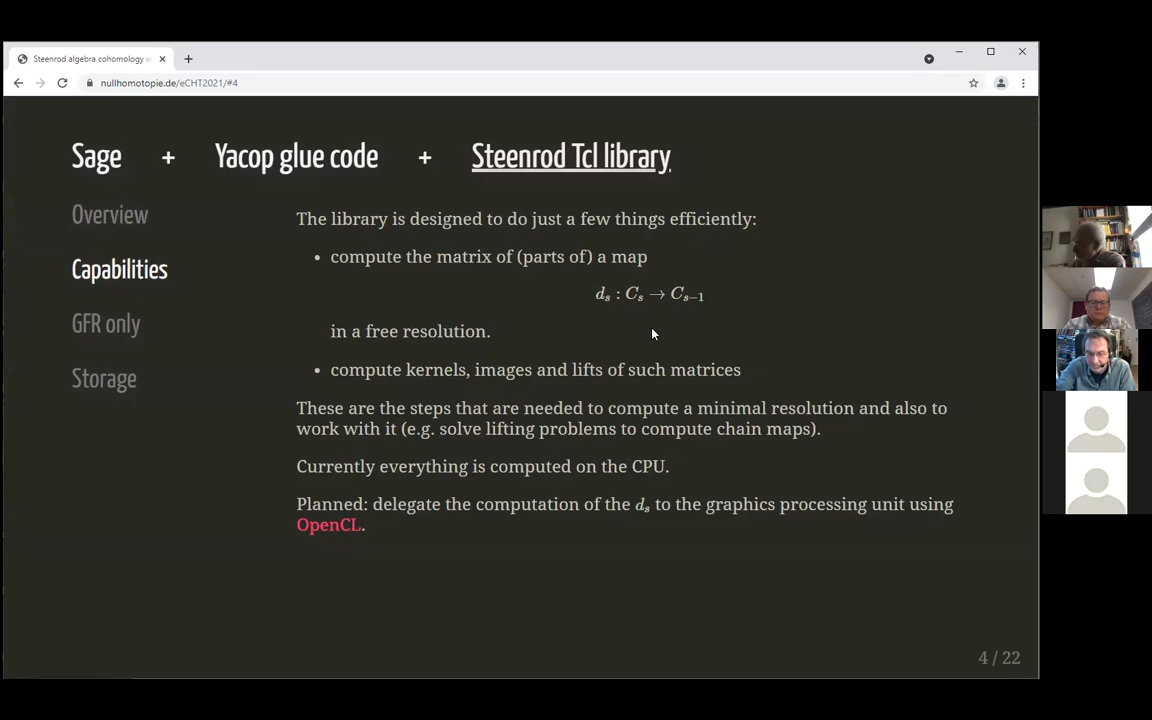 Steenrod algebra cohomology w
nullhomotopie.de/eCHT2021/#4
Sage + Yacop glue code + Steenrod Tcl library
Overview
Capabilities
GFR only
Storage
The library is designed to do just a few things efficiently:
• compute the matrix of (parts of) a map
d_s : C_s → C_{s−1}
in a free resolution.
• compute kernels, images and lifts of such matrices
These are the steps that are needed to compute a minimal resolution and also to
work with it (e.g. solve lifting problems to compute chain maps).
Currently everything is computed on the CPU.
Planned: delegate the computation of the d_s to the graphics processing unit using
OpenCL.
4 / 22